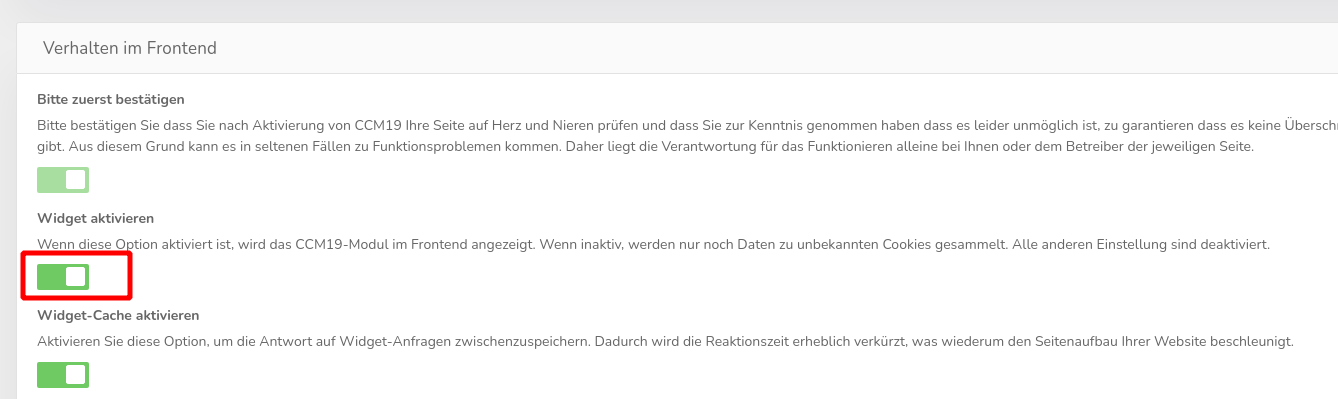 Verhalten im Frontend
Bitte zuerst bestätigen
Bitte bestätigen Sie dass Sie nach Aktivierung von CCM19 Ihre Seite auf Herz und Nieren prüfen und dass Sie zur Kenntnis genommen haben dass es leider unmöglich ist, zu garantieren dass es keine
gibt. Aus diesem Grund kann es in seltenen Fällen zu Funktionsproblemen kommen. Daher liegt die Verantwortung für das Funktionieren alleine bei Ihnen oder dem Betreiber der jeweiligen Seite.
Widget aktivieren
Wenn diese Option aktiviert ist, wird das CCM19-Modul im Frontend angezeigt. Wenn inaktiv, werden nur noch Daten zu unbekannten Cookies gesammelt. Alle anderen Einstellung sind deaktiviert.
Widget-Cache aktivieren
Aktivieren Sie diese Option, um die Antwort auf Widget-Anfragen zwischenzuspeichern. Dadurch wird die Reaktionszeit erheblich verkürzt, was wiederum den Seitenaufbau Ihrer Website beschleunigt.